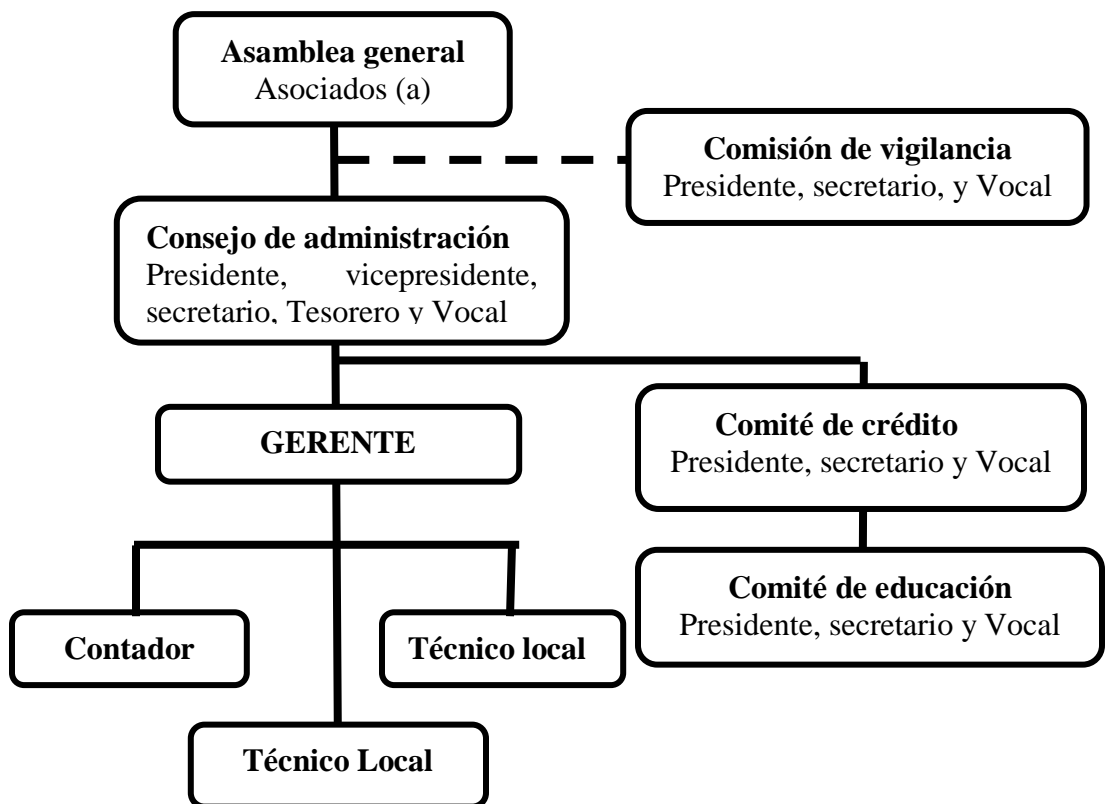 Asamblea general
Asociados (a)
Comisión de vigilancia
Presidente, secretario, y Vocal
Consejo de administración
Presidente, vicepresidente,
secretario, Tesorero y Vocal
GERENTE
Comité de crédito
Presidente, secretario y Vocal
Comité de educación
Presidente, secretario y Vocal
Contador
Técnico local
Técnico Local